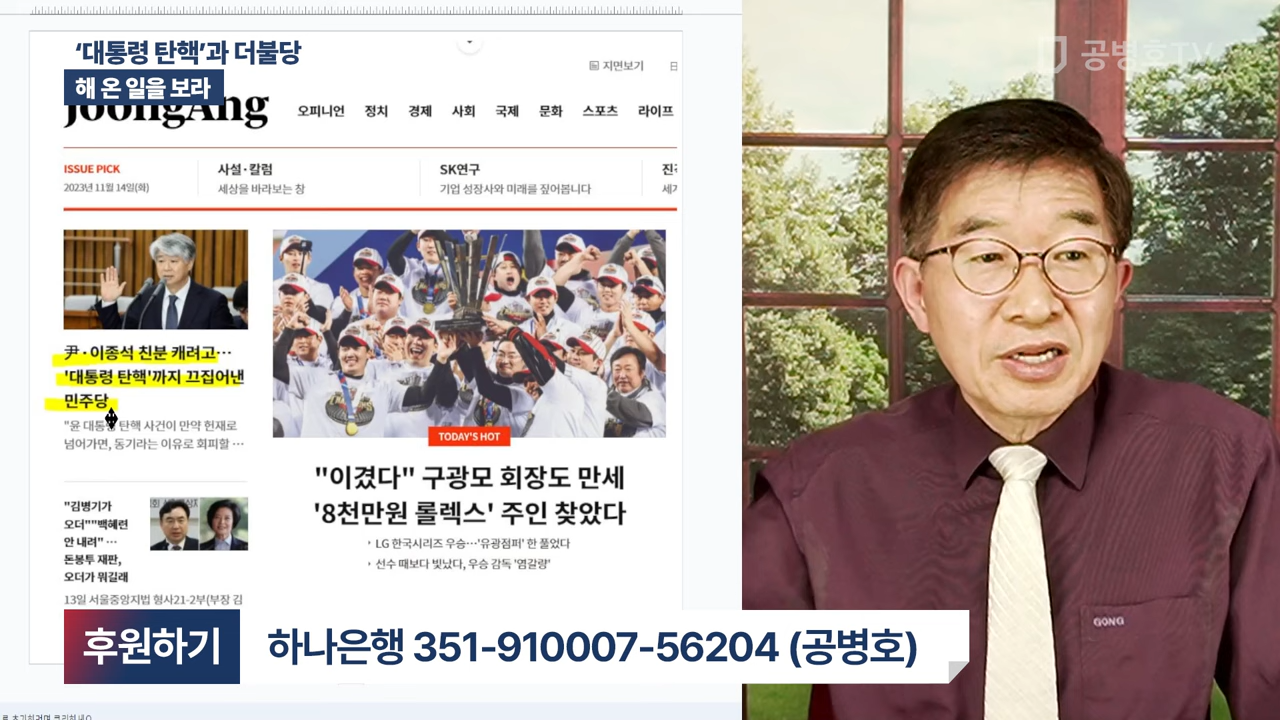 ‘대통령 탄핵’과 더불당
해 온 일을 보라
공병호TV
지면보기
JoongAng
오피니언 정치 경제 사회 국제 문화 스포츠 라이프
ISSUE PICK
2023년 11월 14일(화)
사설·칼럼
세상을 바라보는 창
SK연구
기업 성장사와 미래를 짚어봅니다
尹·이종석 친분 캐려고…
'대통령 탄핵'까지 끄집어낸
민주당
"윤 대통령 탄핵 사건이 만약 헌재로
넘어가면, 동기라는 이유로 회피할 …
TODAY'S HOT
"이겼다" 구광모 회장도 만세
'8천만원 롤렉스' 주인 찾았다
LG 한국시리즈 우승…'유광점퍼' 한 풀었다
선수 때보다 빛났다, 우승 감독 '염갈량'
"김병기가
오더""백혜련
안 내려" …
돈봉투 재판,
오더가 뭐길래
13일 서울중앙지법 형사21-2부(부장 김
GONG
후원하기
하나은행 351-910007-56204 (공병호)